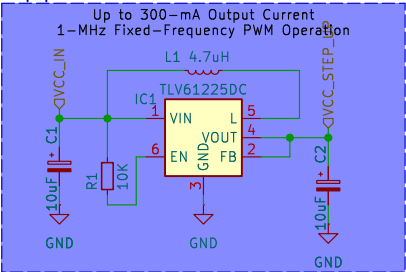 Up to 300-mA Output Current
1-MHz Fixed-Frequency PWM Operation
VCC_IN
VCC_STEP_UP
L1 4.7uH
IC1
TLV61225DC
1
VIN
L
5
VOUT
4
6
EN
FB
2
GND
3
C1
10uF
R1
10K
C2
10uF
GND
GND
GND